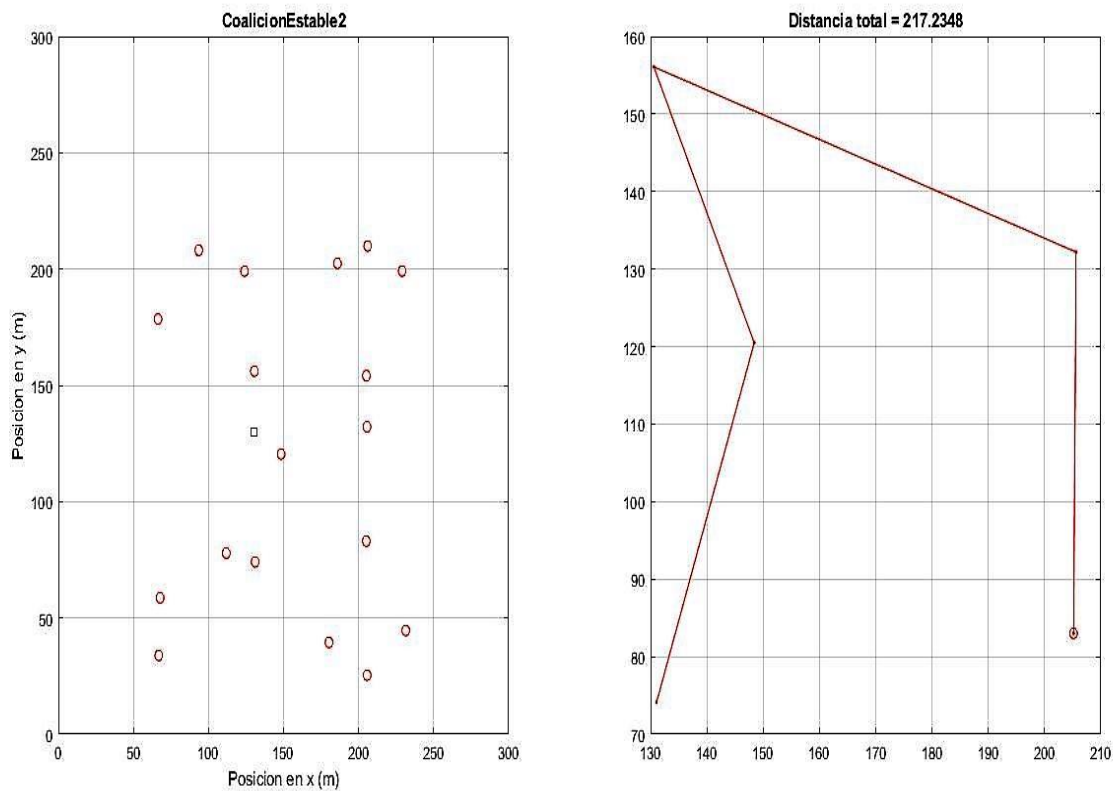 CoalicionEstable2
300
250
200
150
100
50
0
Posicion en y (m)
0 50 100 150 200 250 300
Posicion en x (m)
Distancia total = 217.2348
160
150
140
130
120
110
100
90
80
70
130 140 150 160 170 180 190 200 210